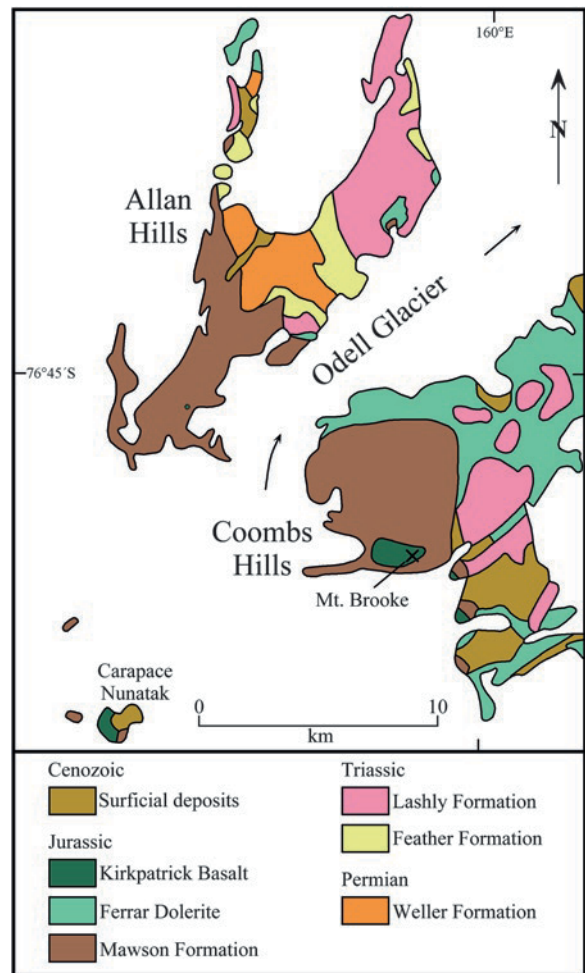 160°E
N
Allan
Hills
Odell Glacier
76°45´S
Coombs
Hills
Mt. Brooke
Carapace
Nunatak
0 10
km
Cenozoic
Surficial deposits
Jurassic
Kirkpatrick Basalt
Ferrar Dolerite
Mawson Formation
Triassic
Lashly Formation
Feather Formation
Permian
Weller Formation